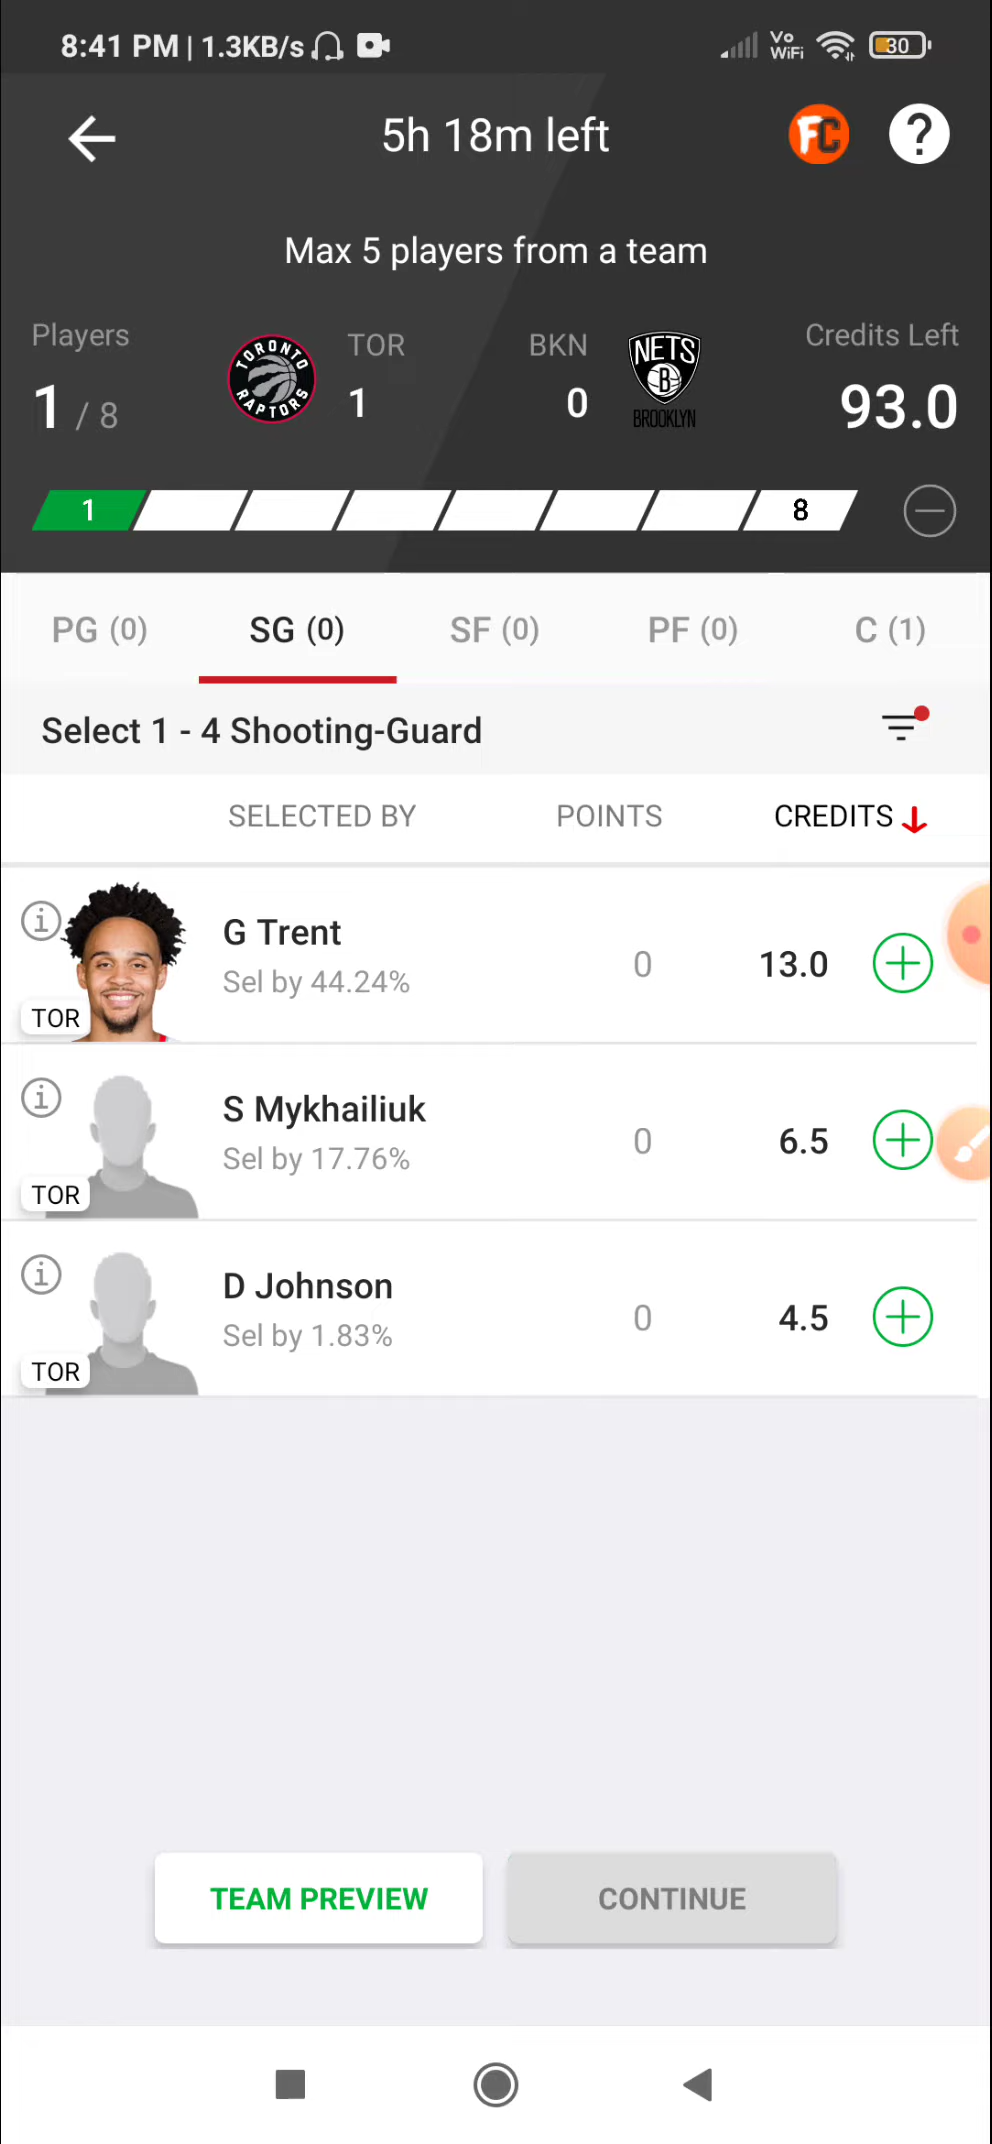 8:41 PM | 1.3KB/s Vo WiFi 30
5h 18m left FC ?
Max 5 players from a team
Players TOR BKN Credits Left
1 / 8 TORONTO RAPTORS 1 0 NETS B BROOKLYN 93.0
1 8
PG (0) SG (0) SF (0) PF (0) C (1)
Select 1 - 4 Shooting-Guard
SELECTED BY POINTS CREDITS
G Trent
Sel by 44.24% 0 13.0
TOR
S Mykhailiuk
Sel by 17.76% 0 6.5
TOR
D Johnson
Sel by 1.83% 0 4.5
TOR
TEAM PREVIEW CONTINUE